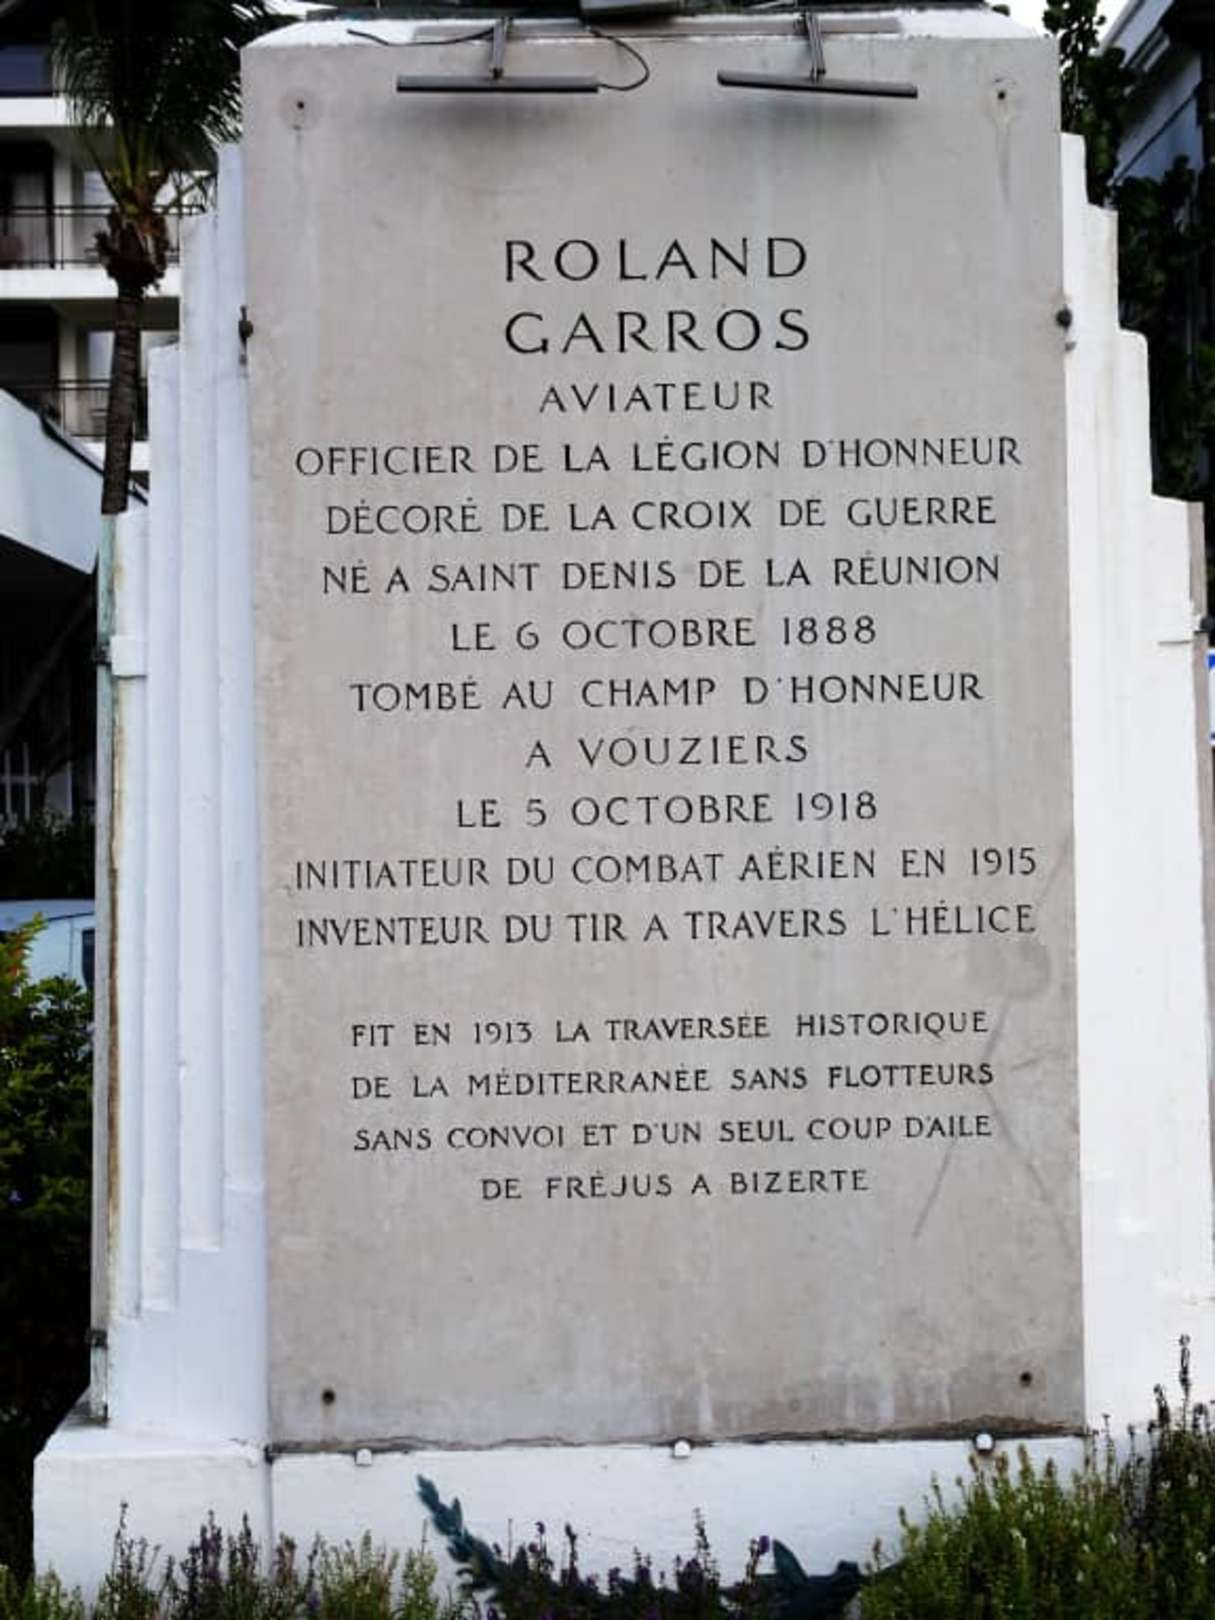 ROLAND
GARROS
AVIATEUR
OFFICIER DE LA LÉGION D'HONNEUR
DÉCORÉ DE LA CROIX DE GUERRE
NÉ A SAINT DENIS DE LA RÉUNION
LE 6 OCTOBRE 1888
TOMBÉ AU CHAMP D'HONNEUR
A VOUZIERS
LE 5 OCTOBRE 1918
INITIATEUR DU COMBAT AÉRIEN EN 1915
INVENTEUR DU TIR A TRAVERS L'HÉLICE
FIT EN 1913 LA TRAVERSÉE HISTORIQUE
DE LA MÉDITERRANÉE SANS FLOTTEURS
SANS CONVOI ET D'UN SEUL COUP D'AILE
DE FRÉJUS A BIZERTE